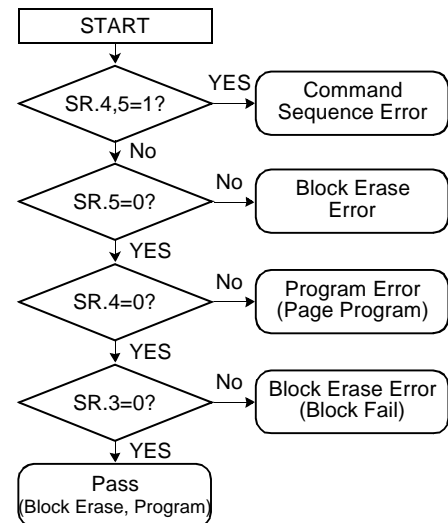 START
SR.4,5=1?
YES
Command
Sequence Error
No
SR.5=0?
No
Block Erase
Error
YES
SR.4=0?
No
Program Error
(Page Program)
YES
SR.3=0?
No
Block Erase Error
(Block Fail)
YES
Pass
(Block Erase, Program)